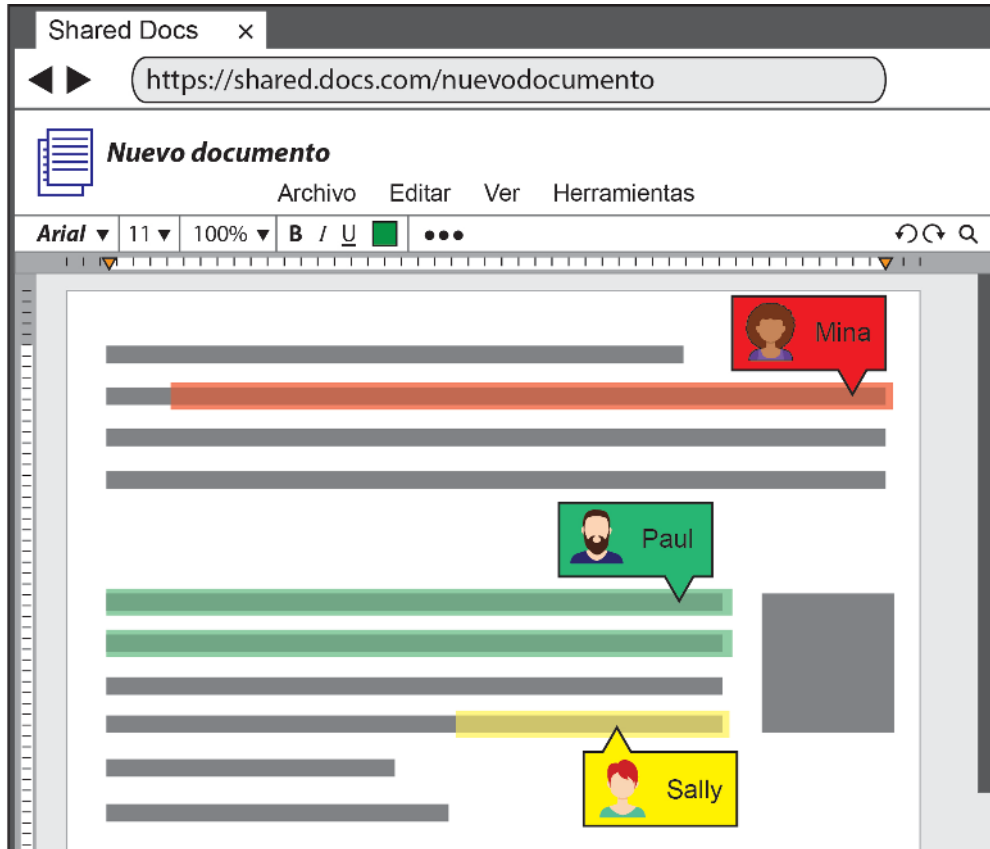 Shared Docs ×
https://shared.docs.com/nuevodocumento
Nuevo documento
Archivo Editar Ver Herramientas
Arial 11 100% B I U
Mina
Paul
Sally